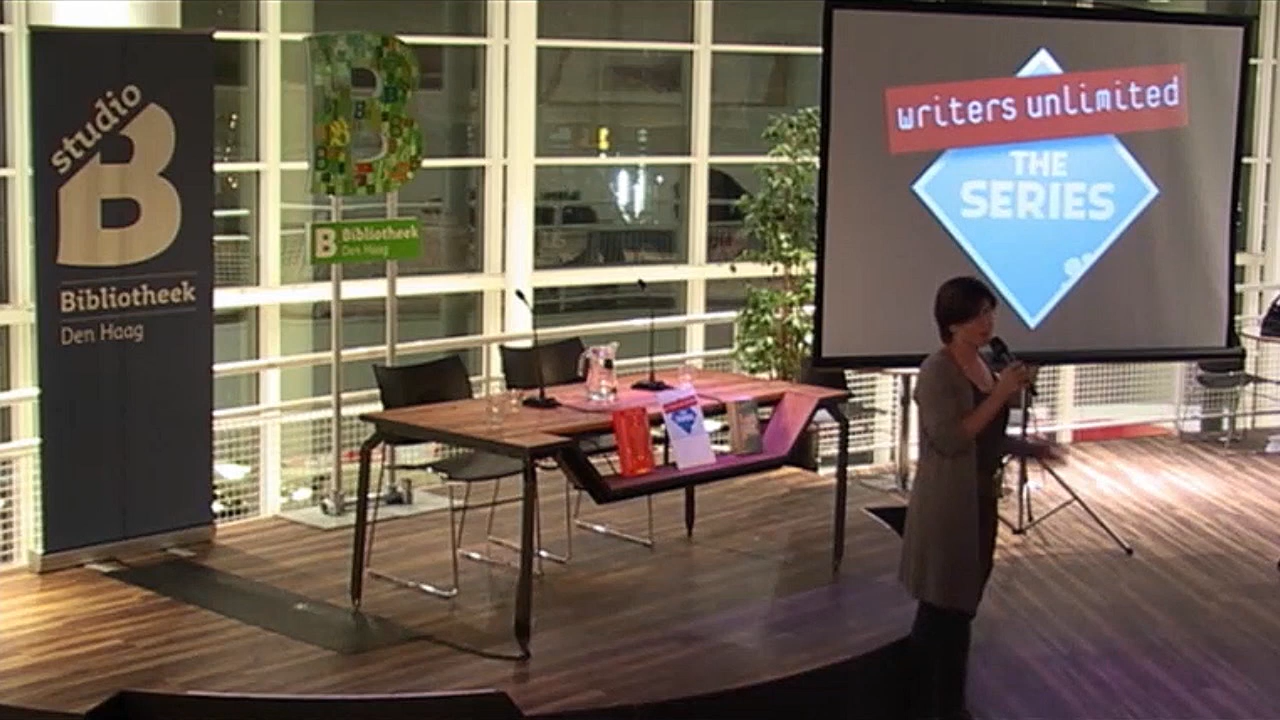 studio
B
Bibliotheek
Den Haag
B
B Bibliotheek
Den Haag
writers unlimited
THE
SERIES